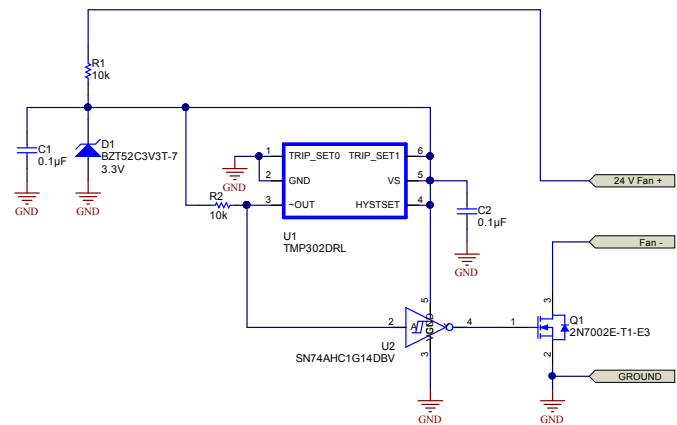 R1
10k
C1
0.1µF
D1
BZT52C3V3T-7
3.3V
GND
GND
1
TRIP_SET0
TRIP_SET1
6
2
GND
VS
5
3
~OUT
HYSTSET
4
GND
R2
10k
U1
TMP302DRL
C2
0.1µF
GND
24 V Fan +
Fan -
5
2
A
Y
VCC
GND
4
3
U2
SN74AHC1G14DBV
GND
3
1
Q1
2N7002E-T1-E3
2
GROUND
GND